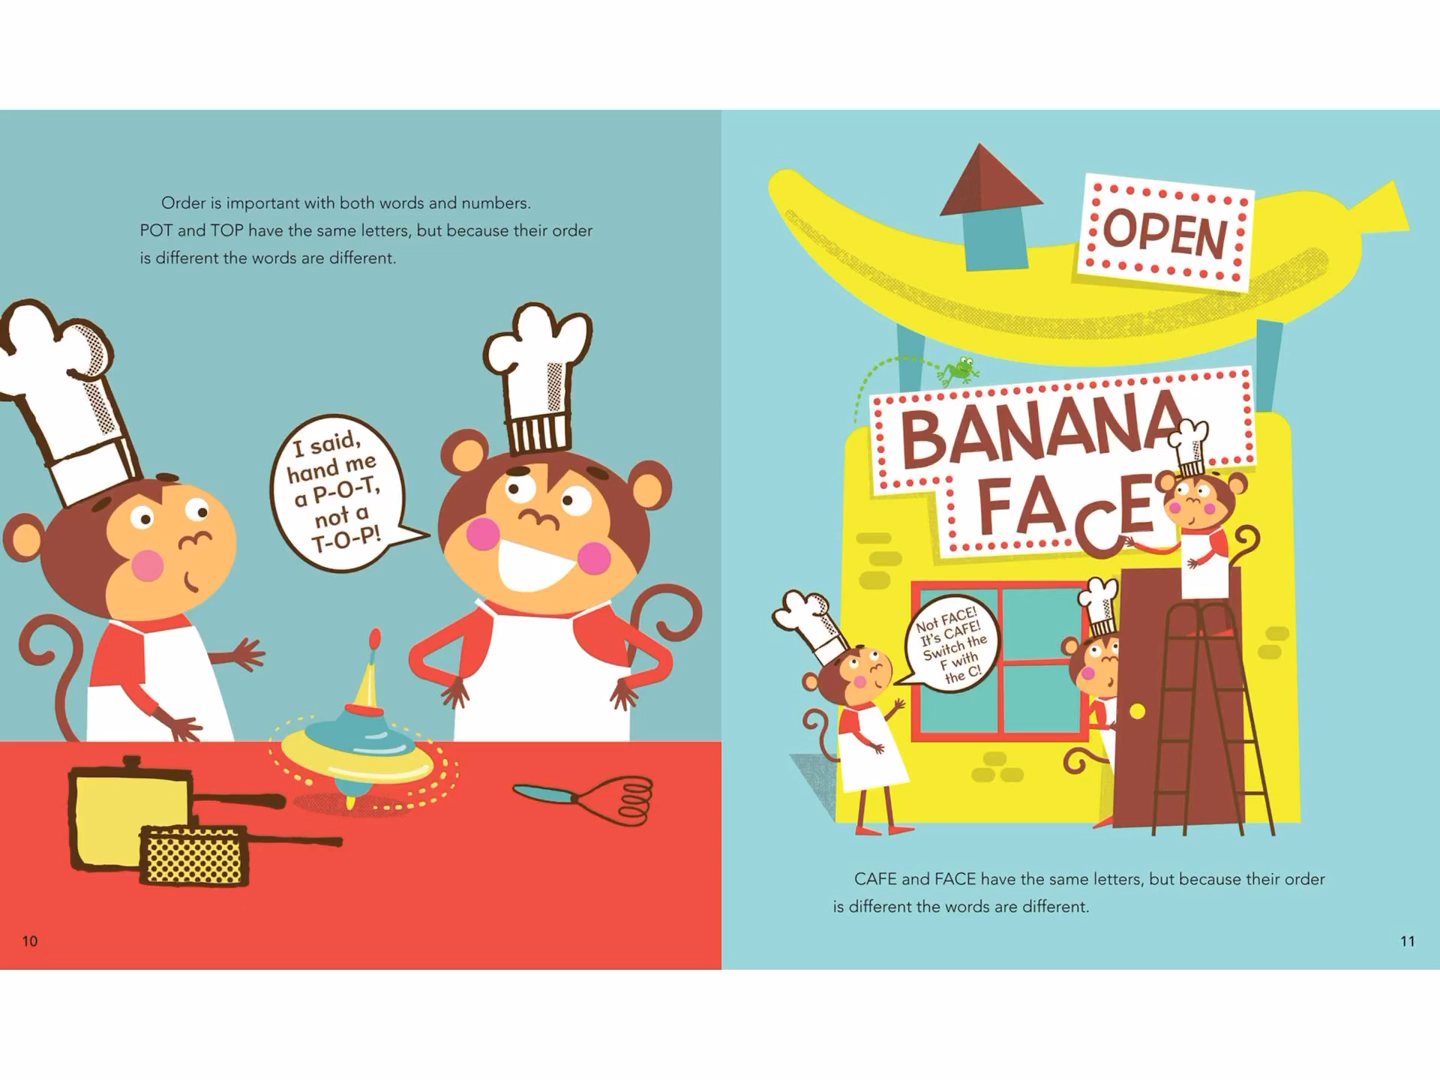 Order is important with both words and numbers.
POT and TOP have the same letters, but because their order
is different the words are different.
I said,
hand me
a P-O-T,
not a
T-O-P!
10
OPEN
BANANA
FACE
Not FACE!
It's CAFE!
Switch the
F with
the C!
CAFE and FACE have the same letters, but because their order
is different the words are different.
11